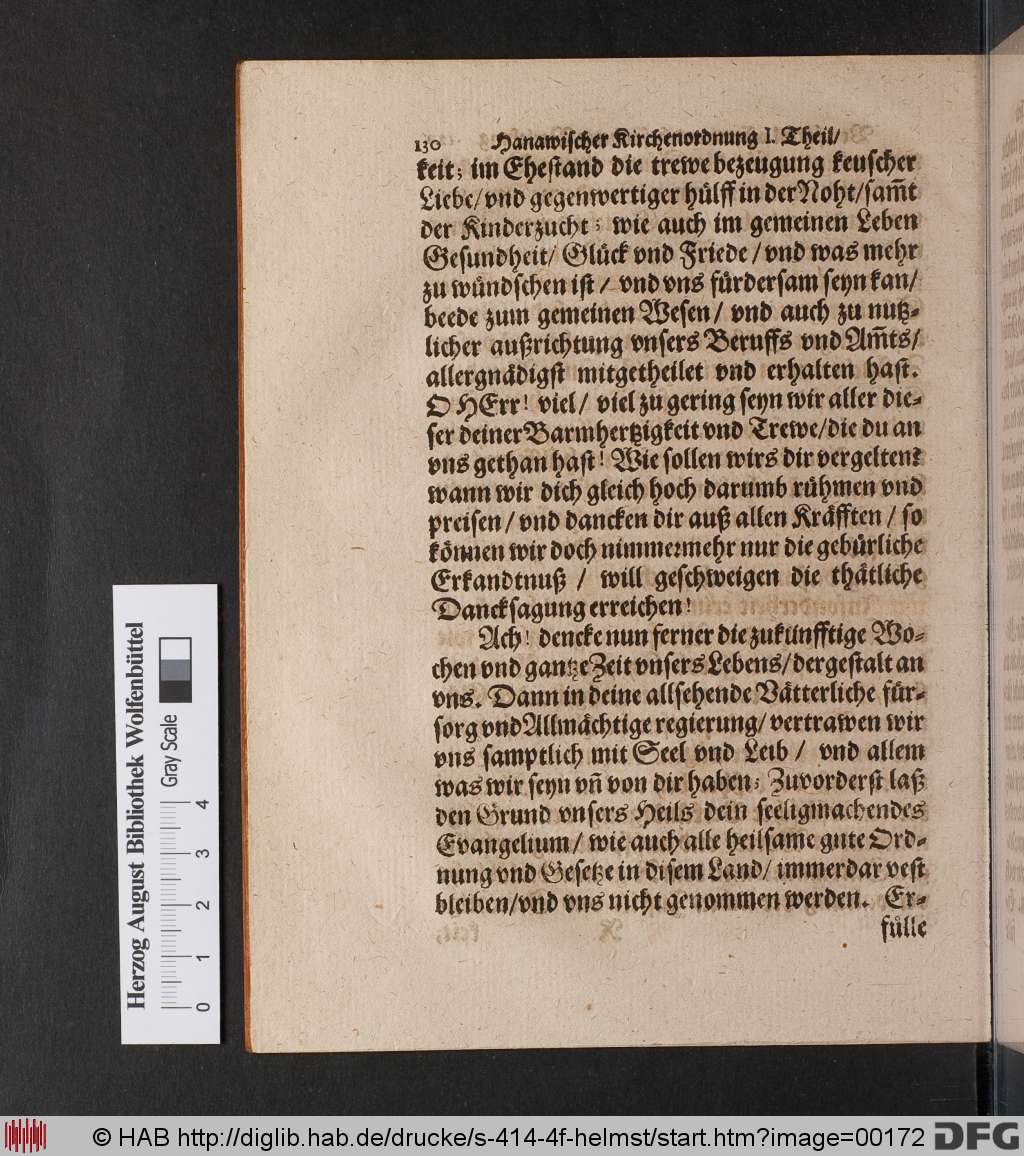 130 Hanawischer Kirchenordnung I. Theil/
keit; im Ehestand die trewe bezeugung keuscher
Liebe/vnd gegenwertiger hülff in der Noht/sam̃t
der Kinderzucht; wie auch im gemeinen Leben
Gesundheit/ Glück vnd Friede/vnd was mehr
zu wündschen ist / vnd vns fürdersam seyn kan/
beede zum gemeinen Wesen/ vnd auch zu nutz-
licher außrichtung vnsers Beruffs vnd Am̃ts/
allergnädigst mitgetheilet vnd erhalten hast.
O HErr! viel/ viel zu gering seyn wir aller die-
ser deiner Barmhertzigkeit vnd Trewe/die du an
vns gethan hast! Wie sollen wirs dir vergelten?
wann wir dich gleich hoch darumb rühmen vnd
preisen/vnd dancken dir auß allen Kräfften/ so
können wir doch nimmermehr nur die gebürliche
Erkandtnuß / will geschweigen die thätliche
Dancksagung erreichen!
Ach! dencke nun ferner die zukünfftige Wo-
chen vnd gantze Zeit vnsers Lebens/dergestalt an
vns. Dann in deine allsehende Vätterliche für-
sorg vnd Allmächtige regierung/ vertrawen wir
vns samptlich mit Seel vnd Leib / vnd allem
was wir seyn vñ von dir haben; Zuvorderst laß
den Grund vnsers Heils dein seeligmachendes
Evangelium/ wie auch alle heilsame gute Ord-
nung vnd Gesetze in disem Land/ immerdar vest
bleiben/vnd vns nicht genommen werden. Er-
fülle
Herzog August Bibliothek Wolfenbüttel
Gray Scale
0 1 2 3 4
© HAB http://diglib.hab.de/drucke/s-414-4f-helmst/start.htm?image=00172
DFG